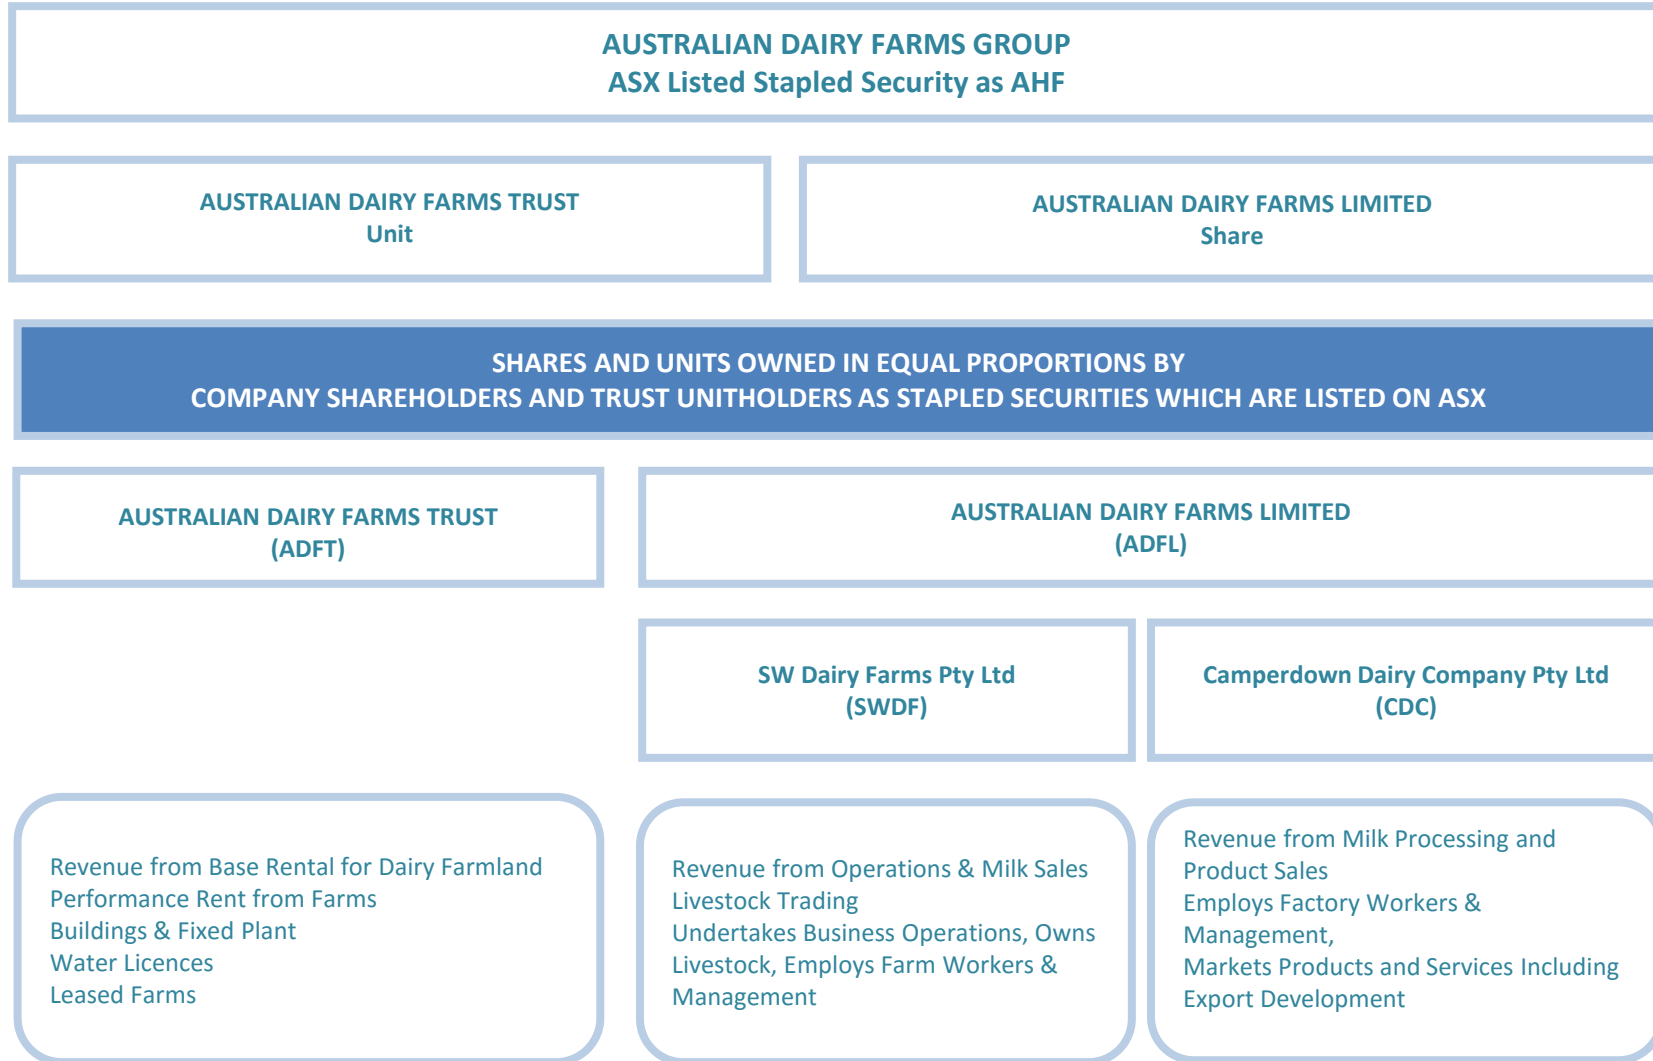 AUSTRALIAN DAIRY FARMS GROUP
ASX Listed Stapled Security as AHF
AUSTRALIAN DAIRY FARMS TRUST
Unit
AUSTRALIAN DAIRY FARMS LIMITED
Share
SHARES AND UNITS OWNED IN EQUAL PROPORTIONS BY
COMPANY SHAREHOLDERS AND TRUST UNITHOLDERS AS STAPLED SECURITIES WHICH ARE LISTED ON ASX
AUSTRALIAN DAIRY FARMS TRUST
(ADFT)
AUSTRALIAN DAIRY FARMS LIMITED
(ADFL)
SW Dairy Farms Pty Ltd
(SWDF)
Camperdown Dairy Company Pty Ltd
(CDC)
Revenue from Base Rental for Dairy Farmland
Performance Rent from Farms
Buildings & Fixed Plant
Water Licences
Leased Farms
Revenue from Operations & Milk Sales
Livestock Trading
Undertakes Business Operations, Owns
Livestock, Employs Farm Workers &
Management
Revenue from Milk Processing and
Product Sales
Employs Factory Workers &
Management,
Markets Products and Services Including
Export Development